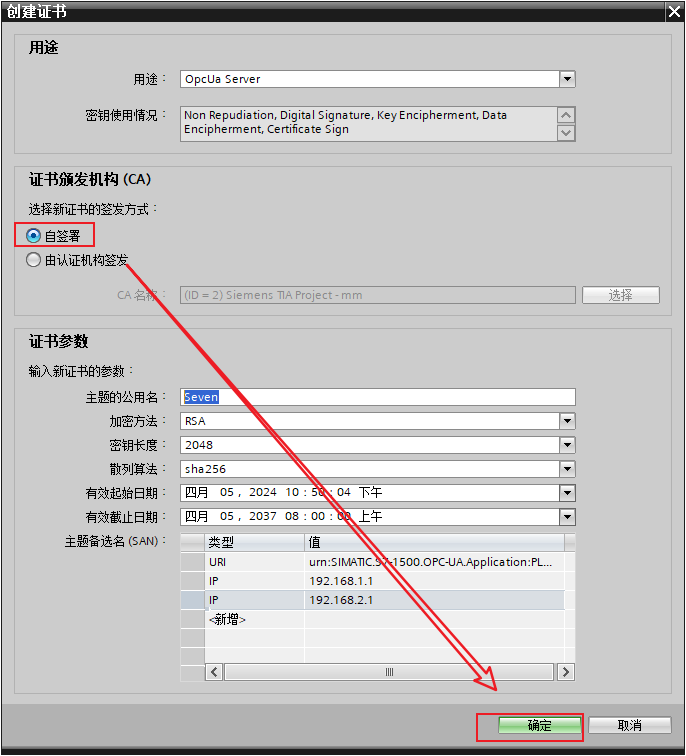 创建证书
用途
用途：
OpcUa Server
密钥使用情况：
Non Repudiation, Digital Signature, Key Encipherment, Data
Encipherment, Certificate Sign
证书颁发机构 (CA)
选择新证书的签发方式：
自签署
由认证机构签发
CA 名称：
(ID = 2) Siemens TIA Project - mm
选择
证书参数
输入新证书的参数：
主题的公用名：
Seven
加密方法：
RSA
密钥长度：
2048
散列算法：
sha256
有效起始日期：
四月 05, 2024 10 : 50 : 04 下午
有效截止日期：
四月 05, 2037 08 : 00 : 00 上午
主题备选名 (SAN)：
类型 值
URI urn:SIMATIC.S7-1500.OPC-UA.Application:PL...
IP 192.168.1.1
IP 192.168.2.1
<新增>
确定 取消